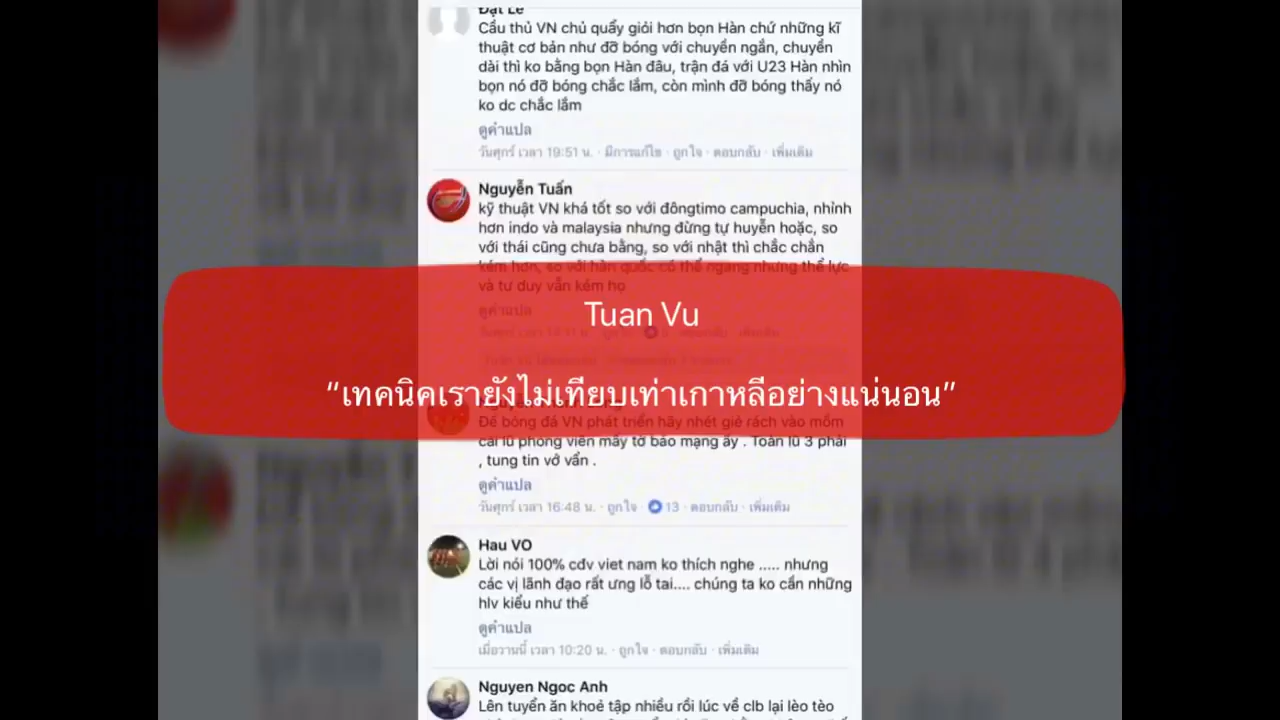 Đạt Lê
Cầu thủ VN chủ quẩy giỏi hơn bọn Hàn chứ những kĩ
thuật cơ bản như đỡ bóng với chuyền ngắn, chuyền
dài thì ko bằng bọn Hàn đâu, trận đá với U23 Hàn nhìn
bọn nó đỡ bóng chắc lắm, còn mình đỡ bóng thấy nó
ko dc chắc lắm
ดูคำแปล
วันศุกร์ เวลา 19:51 น. · มีการแก้ไข · ถูกใจ · ตอบกลับ · เพิ่มเติม
Nguyễn Tuấn
kỹ thuật VN khá tốt so với đôngtimo campuchia, nhỉnh
hơn indo và malaysia nhưng đừng tự huyễn hoặc, so
với thái cũng chưa bằng, so với nhật thì chắc chắn
kém hơn, so với hàn quốc có thể ngang nhưng thể lực
và tư duy vẫn kém họ
ดูคำแปล
Tuan Vu
“เทคนิคเรายังไม่เทียบเท่าเกาหลีอย่างแน่นอน”
Để bóng đá VN phát triển hãy nhét giẻ rách vào mồm
cái lũ phóng viên mấy tờ báo mạng ấy . Toàn lũ 3 phải
, tung tin vớ vẩn .
ดูคำแปล
วันศุกร์ เวลา 16:48 น. · ถูกใจ · 13 · ตอบกลับ · เพิ่มเติม
Hau VO
Lời nói 100% cđv viet nam ko thích nghe ..... nhưng
các vị lãnh đạo rất ưng lỗ tai.... chúng ta ko cần những
hlv kiểu như thế
ดูคำแปล
เมื่อวานนี้ เวลา 10:20 น. · ถูกใจ · ตอบกลับ · เพิ่มเติม
Nguyen Ngoc Anh
Lên tuyển ăn khoẻ tập nhiều rồi lúc về clb lại lèo tèo